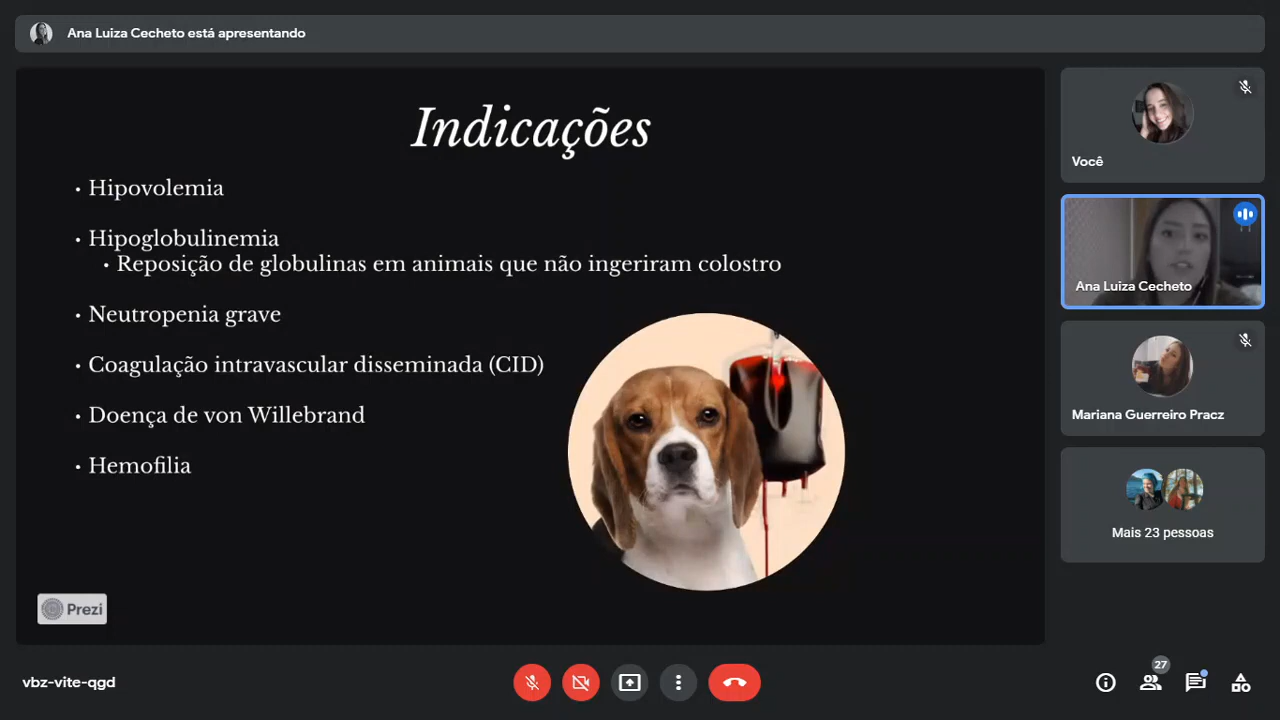 Ana Luiza Cecheto está apresentando
Indicações
• Hipovolemia
• Hipoglobulinemia
• Reposição de globulinas em animais que não ingeriram colostro
• Neutropenia grave
• Coagulação intravascular disseminada (CID)
• Doença de von Willebrand
• Hemofilia
Prezi
Você
Ana Luiza Cecheto
Mariana Guerreiro Pracz
Mais 23 pessoas
vbz-vite-qgd
27